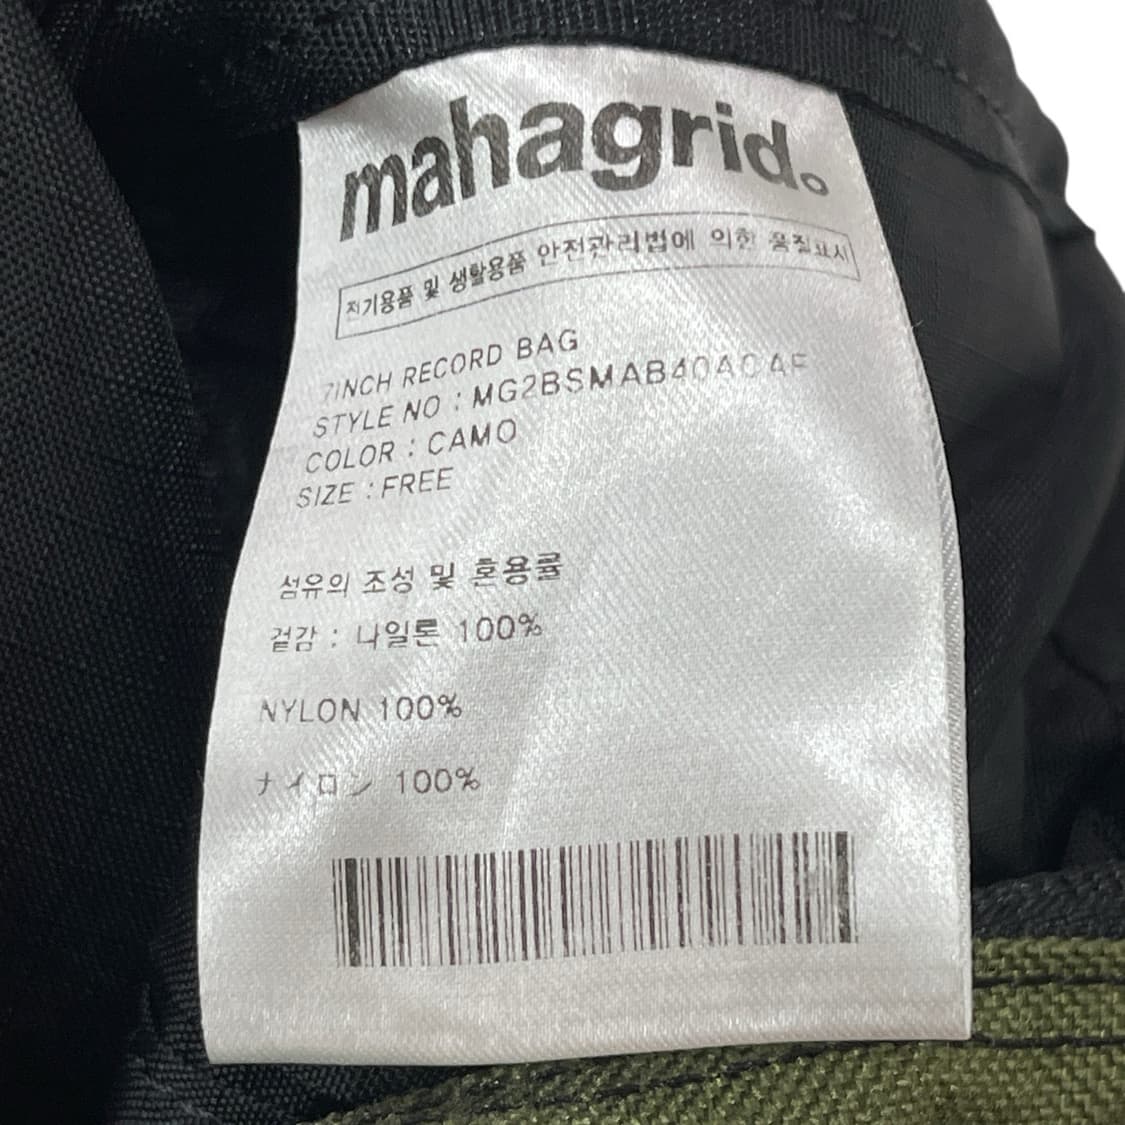 mahagrid.
전기용품 및 생활용품 안전관리법에 의한 품질표시
7INCH RECORD BAG
STYLE NO : MG2BSMAB40ACAF
COLOR : CAMO
SIZE : FREE
섬유의 조성 및 혼용률
겉감 : 나일론 100%
NYLON 100%
ナイロン 100%